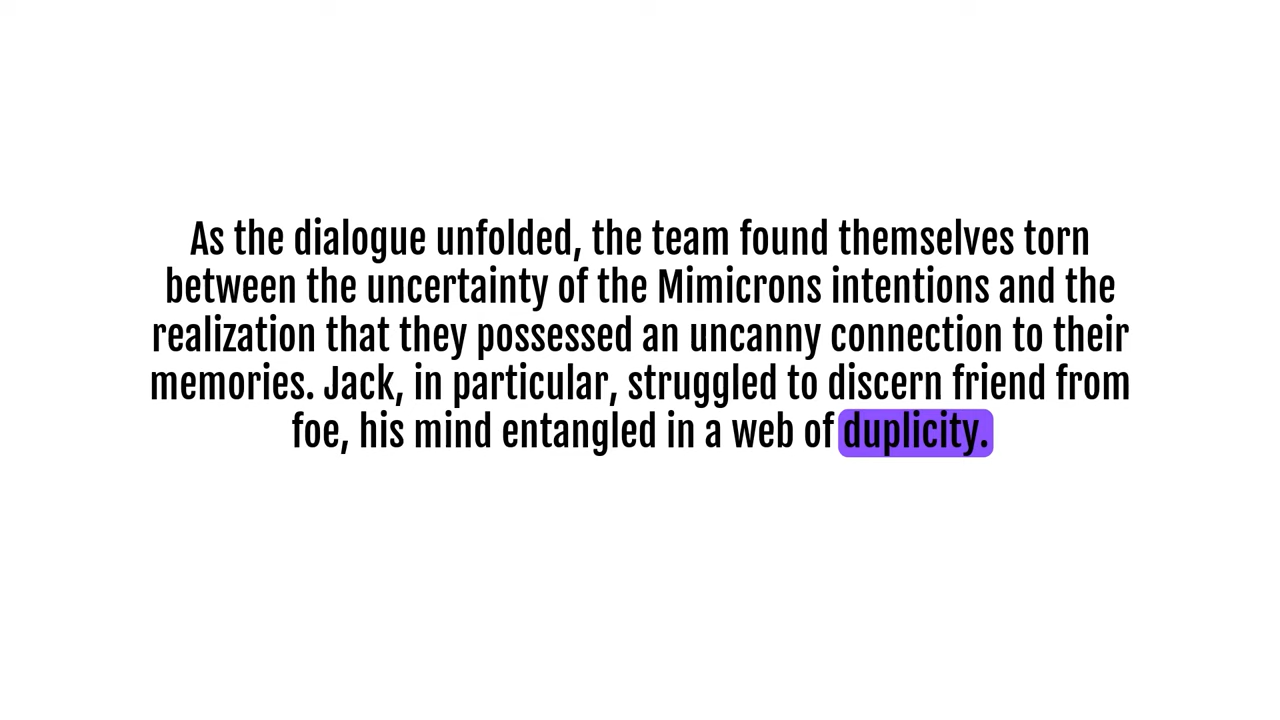 As the dialogue unfolded, the team found themselves torn
between the uncertainty of the Mimicrons intentions and the
realization that they possessed an uncanny connection to their
memories. Jack, in particular, struggled to discern friend from
foe, his mind entangled in a web of duplicity.